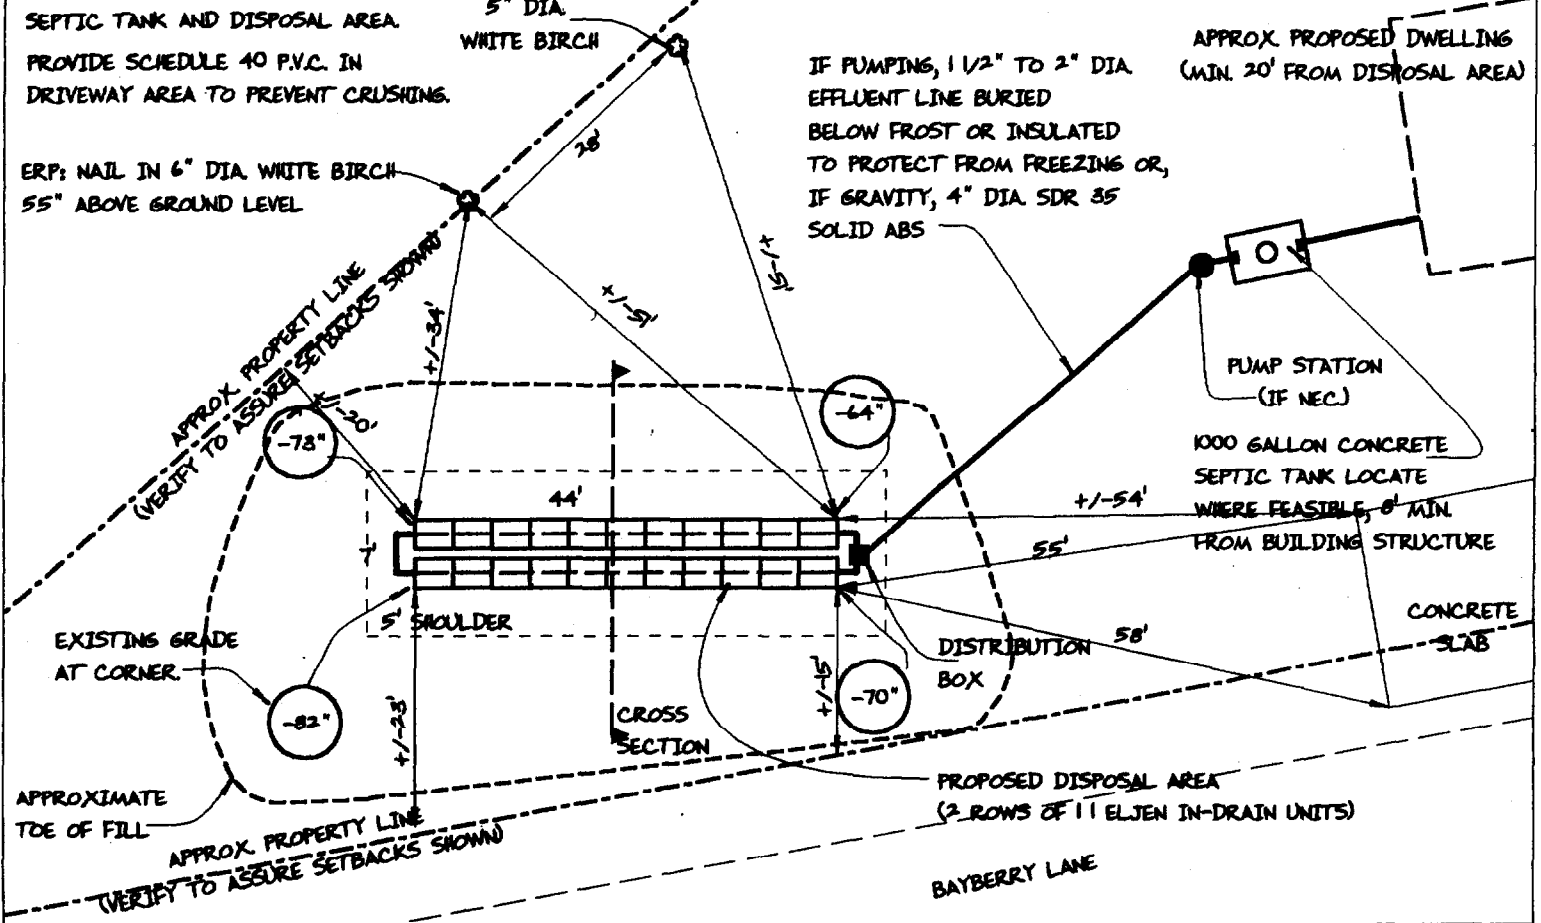 SEPTIC TANK AND DISPOSAL AREA.
PROVIDE SCHEDULE 40 P.V.C. IN
DRIVEWAY AREA TO PREVENT CRUSHING.
5" DIA.
WHITE BIRCH
ERP: NAIL IN 6" DIA. WHITE BIRCH
55" ABOVE GROUND LEVEL
IF PUMPING, 1 1/2" TO 2" DIA.
EFFLUENT LINE BURIED
BELOW FROST OR INSULATED
TO PROTECT FROM FREEZING OR,
IF GRAVITY, 4" DIA. SDR 35
SOLID ABS
APPROX. PROPOSED DWELLING
(MIN. 20' FROM DISPOSAL AREA)
28'
+/-51'
+/-51'
+/-34'
APPROX. PROPERTY LINE
(VERIFY TO ASSURE SETBACKS SHOWN)
+/-20'
-73"
-64"
PUMP STATION
(IF NEC.)
1000 GALLON CONCRETE
SEPTIC TANK LOCATE
WHERE FEASIBLE, 8' MIN.
FROM BUILDING STRUCTURE
44'
+/-54'
55'
5' SHOULDER
EXISTING GRADE
AT CORNER.
-82"
+/-23'
CROSS
SECTION
+/-15'
-70"
DISTRIBUTION
BOX
58'
CONCRETE
SLAB
APPROXIMATE
TOE OF FILL
APPROX. PROPERTY LINE
(VERIFY TO ASSURE SETBACKS SHOWN)
PROPOSED DISPOSAL AREA
(2 ROWS OF 11 ELJEN IN-DRAIN UNITS)
BAYBERRY LANE